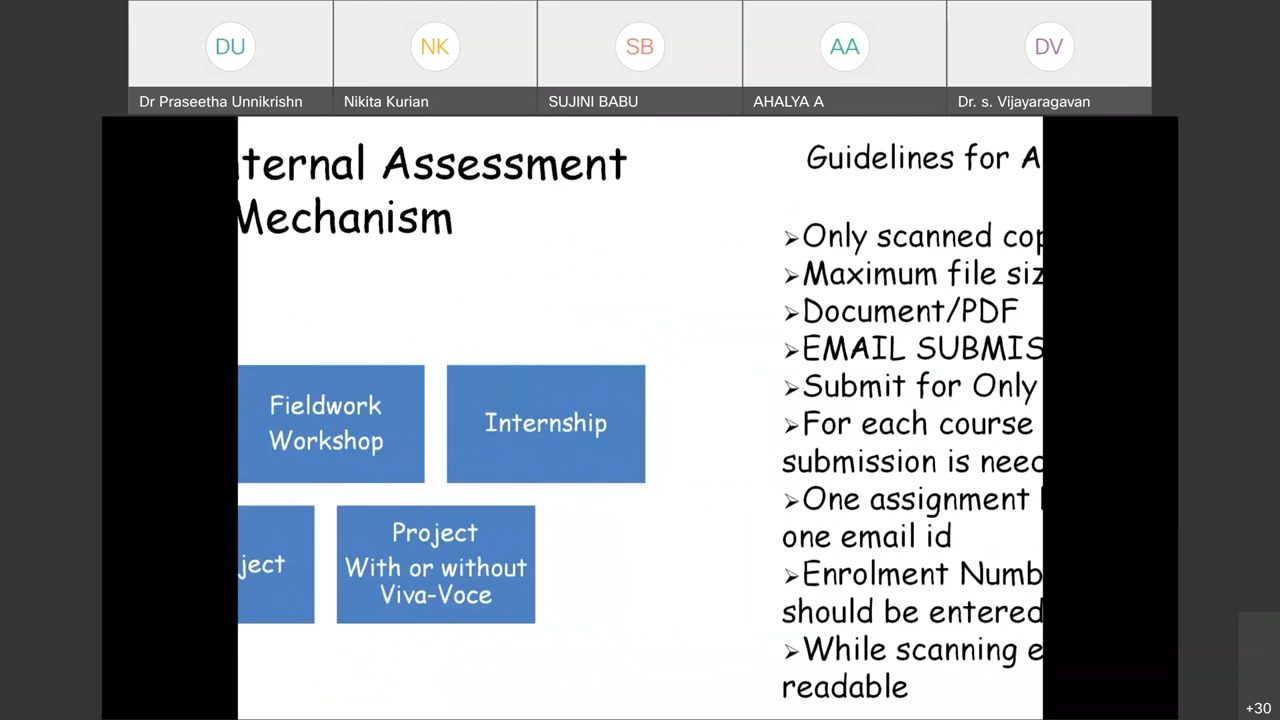 DU
NK
SB
AA
DV
Dr Praseetha Unnikrishn
Nikita Kurian
SUJINI BABU
AHALYA A
Dr. s. Vijayaragavan
ternal Assessment
Mechanism
Fieldwork
Workshop
Internship
ject
Project
With or without
Viva-Voce
Guidelines for A
➢Only scanned cop
➢Maximum file siz
➢Document/PDF
➢EMAIL SUBMIS
➢Submit for Only
➢For each course
submission is need
➢One assignment
one email id
➢Enrolment Numb
should be entered
➢While scanning e
readable
+30